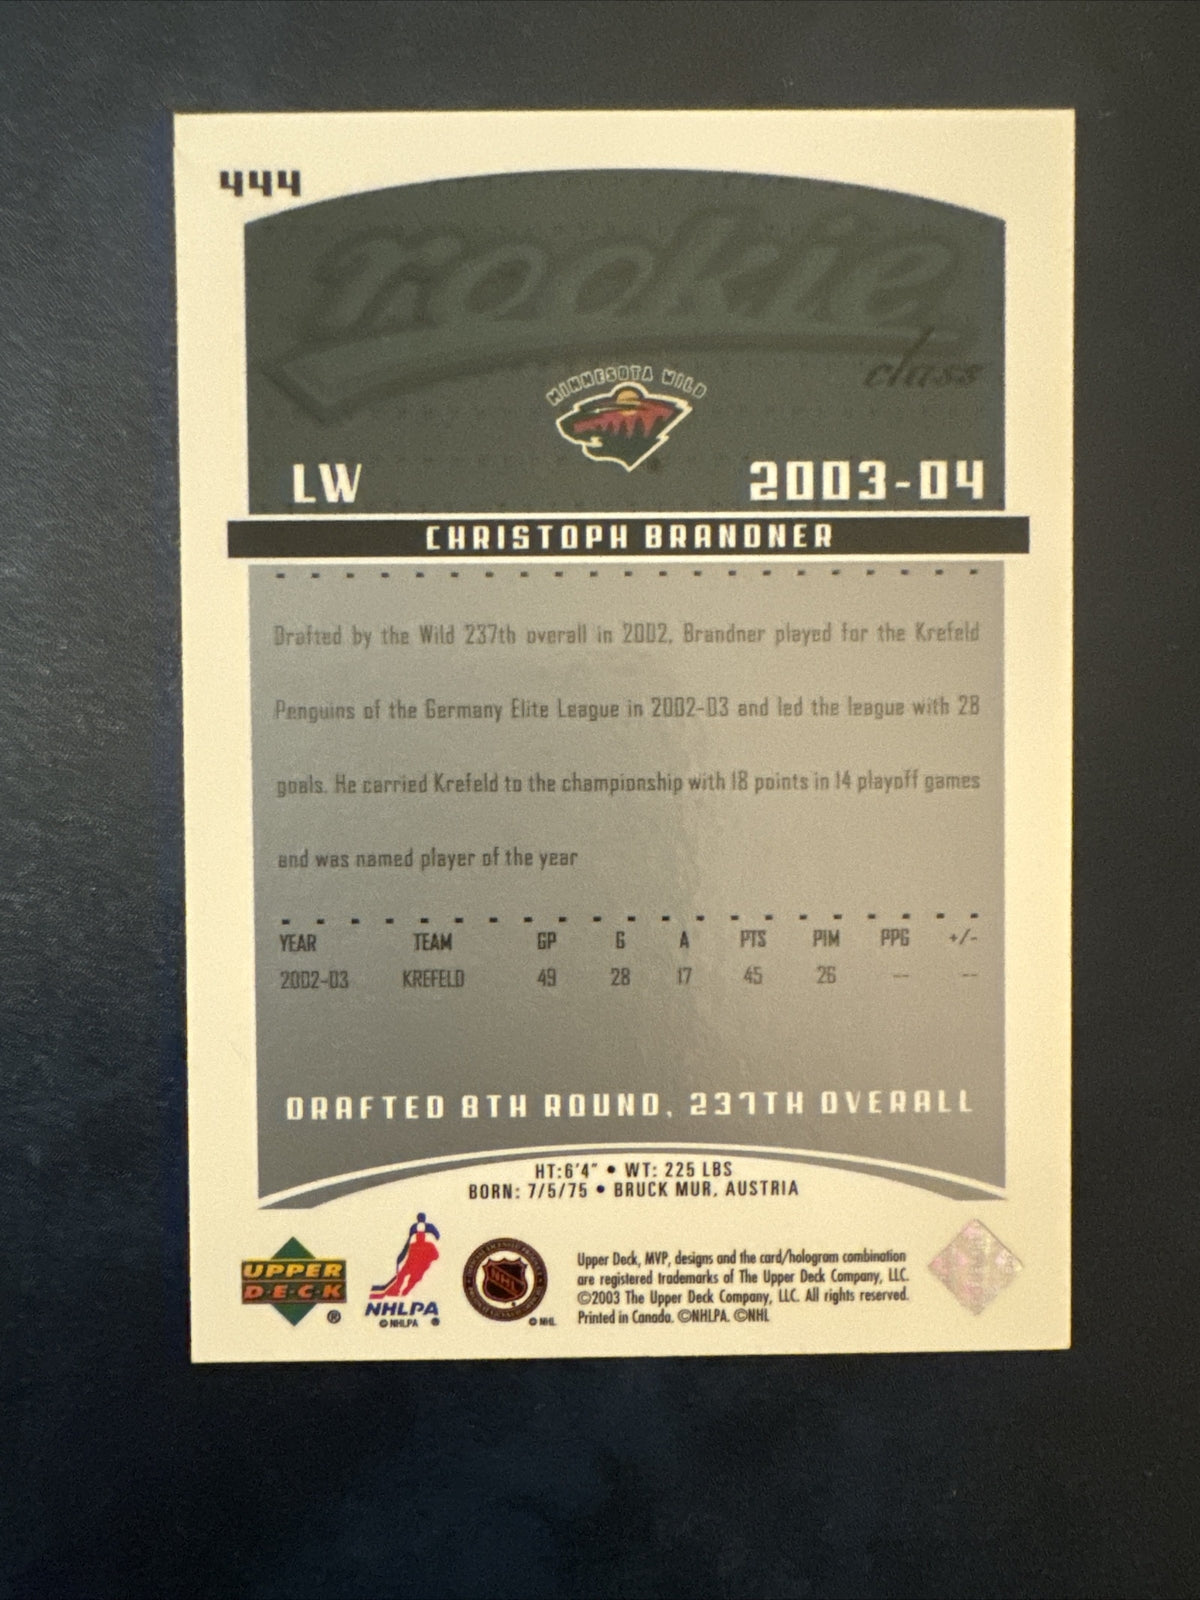 444
rookie
class
MINNESOTA WILD
LW 2003-04
CHRISTOPH BRANDNER
Drafted by the Wild 237th overall in 2002, Brandner played for the Krefeld
Penguins of the Germany Elite League in 2002-03 and led the league with 28
goals. He carried Krefeld to the championship with 18 points in 14 playoff games
and was named player of the year
YEAR TEAM GP G A PTS PIM PPG +/-
2002-03 KREFELD 49 28 17 45 26 -- --
DRAFTED 8TH ROUND, 237TH OVERALL
HT:6'4" • WT: 225 LBS
BORN: 7/5/75 • BRUCK MUR, AUSTRIA
UPPER
DECK
®
NHLPA
© NHLPA ®
NHL
© NHL
Upper Deck, MVP, designs and the card/hologram combination
are registered trademarks of The Upper Deck Company, LLC.
©2003 The Upper Deck Company, LLC. All rights reserved.
Printed in Canada. ©NHLPA. ©NHL